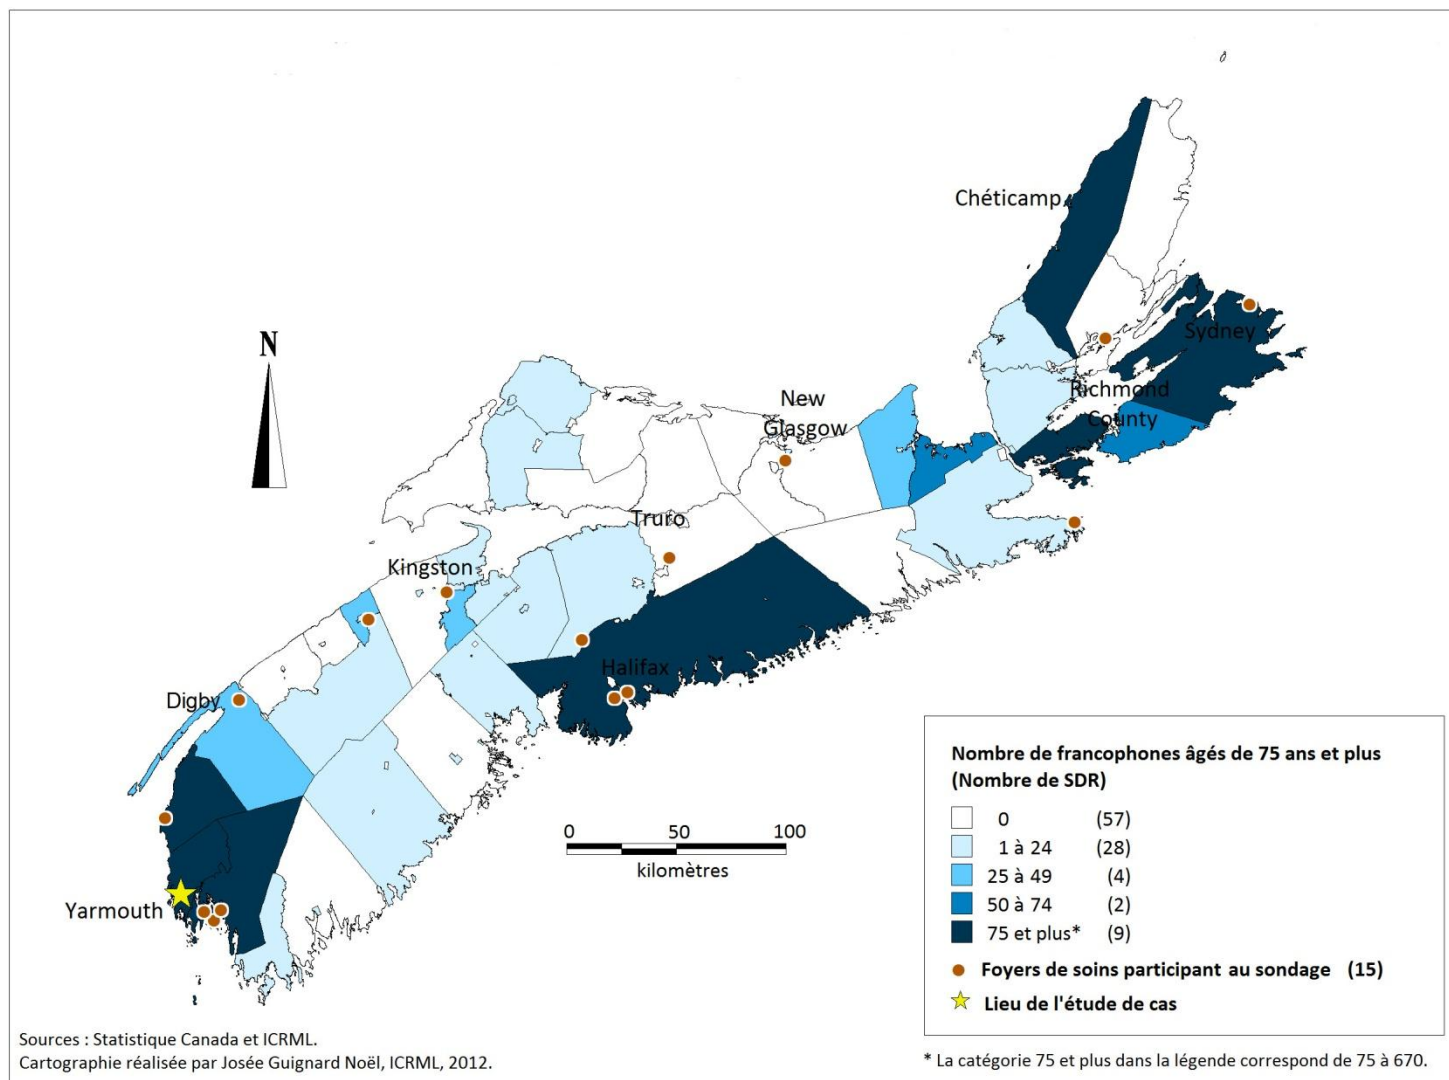 Chéticamp
N
Sydney
Richmond
County
New
Glasgow
Truro
Kingston
Halifax
Digby
Yarmouth
0 50 100
kilomètres
Nombre de francophones âgés de 75 ans et plus
(Nombre de SDR)
0 (57)
1 à 24 (28)
25 à 49 (4)
50 à 74 (2)
75 et plus* (9)
Foyers de soins participant au sondage (15)
Lieu de l'étude de cas
Sources : Statistique Canada et ICRML.
Cartographie réalisée par Josée Guignard Noël, ICRML, 2012.
* La catégorie 75 et plus dans la légende correspond de 75 à 670.